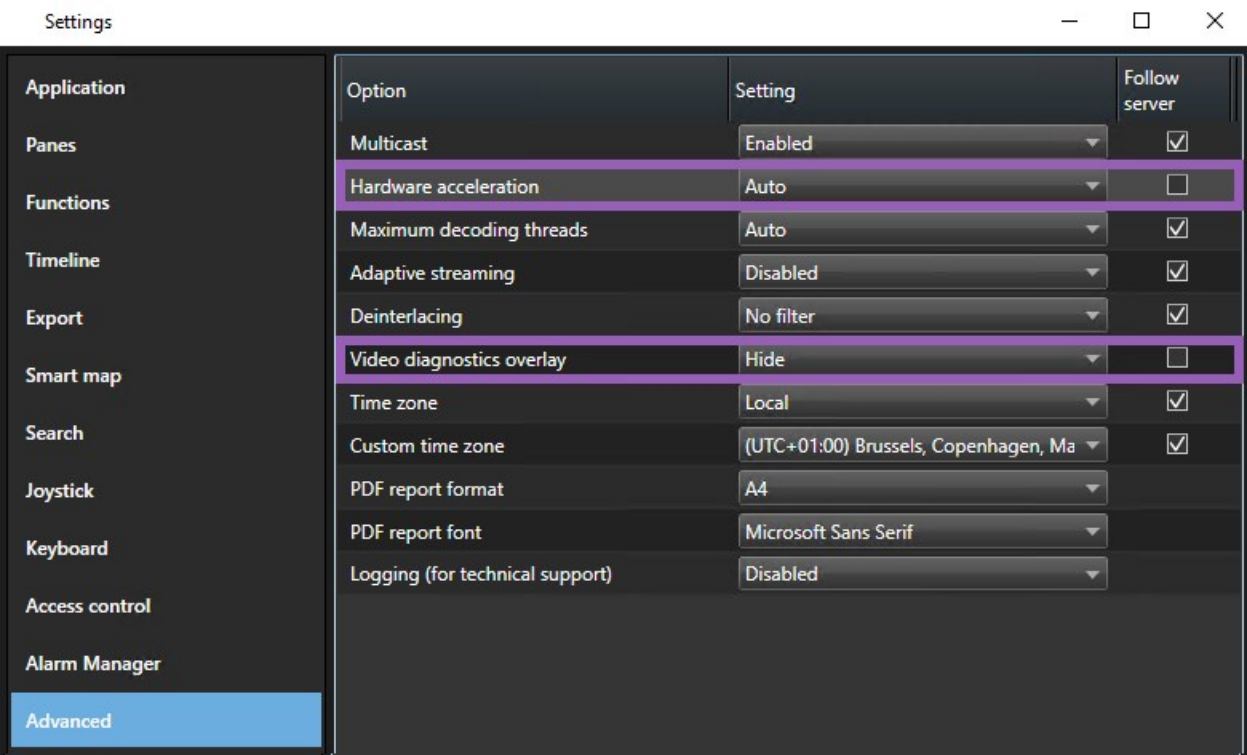 Settings
Application
Panes
Functions
Timeline
Export
Smart map
Search
Joystick
Keyboard
Access control
Alarm Manager
Advanced
Option Setting Follow server
Multicast Enabled
Hardware acceleration Auto
Maximum decoding threads Auto
Adaptive streaming Disabled
Deinterlacing No filter
Video diagnostics overlay Hide
Time zone Local
Custom time zone (UTC+01:00) Brussels, Copenhagen, Ma
PDF report format A4
PDF report font Microsoft Sans Serif
Logging (for technical support) Disabled